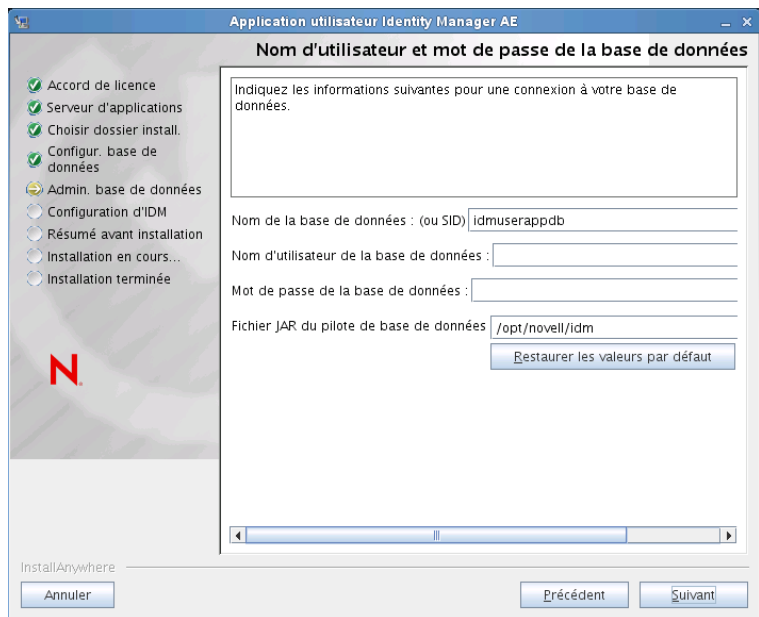 Application utilisateur Identity Manager AE
Nom d'utilisateur et mot de passe de la base de données
Accord de licence
Serveur d'applications
Choisir dossier install.
Configur. base de
données
Admin. base de données
Configuration d'IDM
Résumé avant installation
Installation en cours...
Installation terminée
N
Indiquez les informations suivantes pour une connexion à votre base de
données.
Nom de la base de données : (ou SID) idmuserappdb
Nom d'utilisateur de la base de données :
Mot de passe de la base de données :
Fichier JAR du pilote de base de données /opt/novell/idm
Restaurer les valeurs par défaut
InstallAnywhere
Annuler
Précédent
Suivant